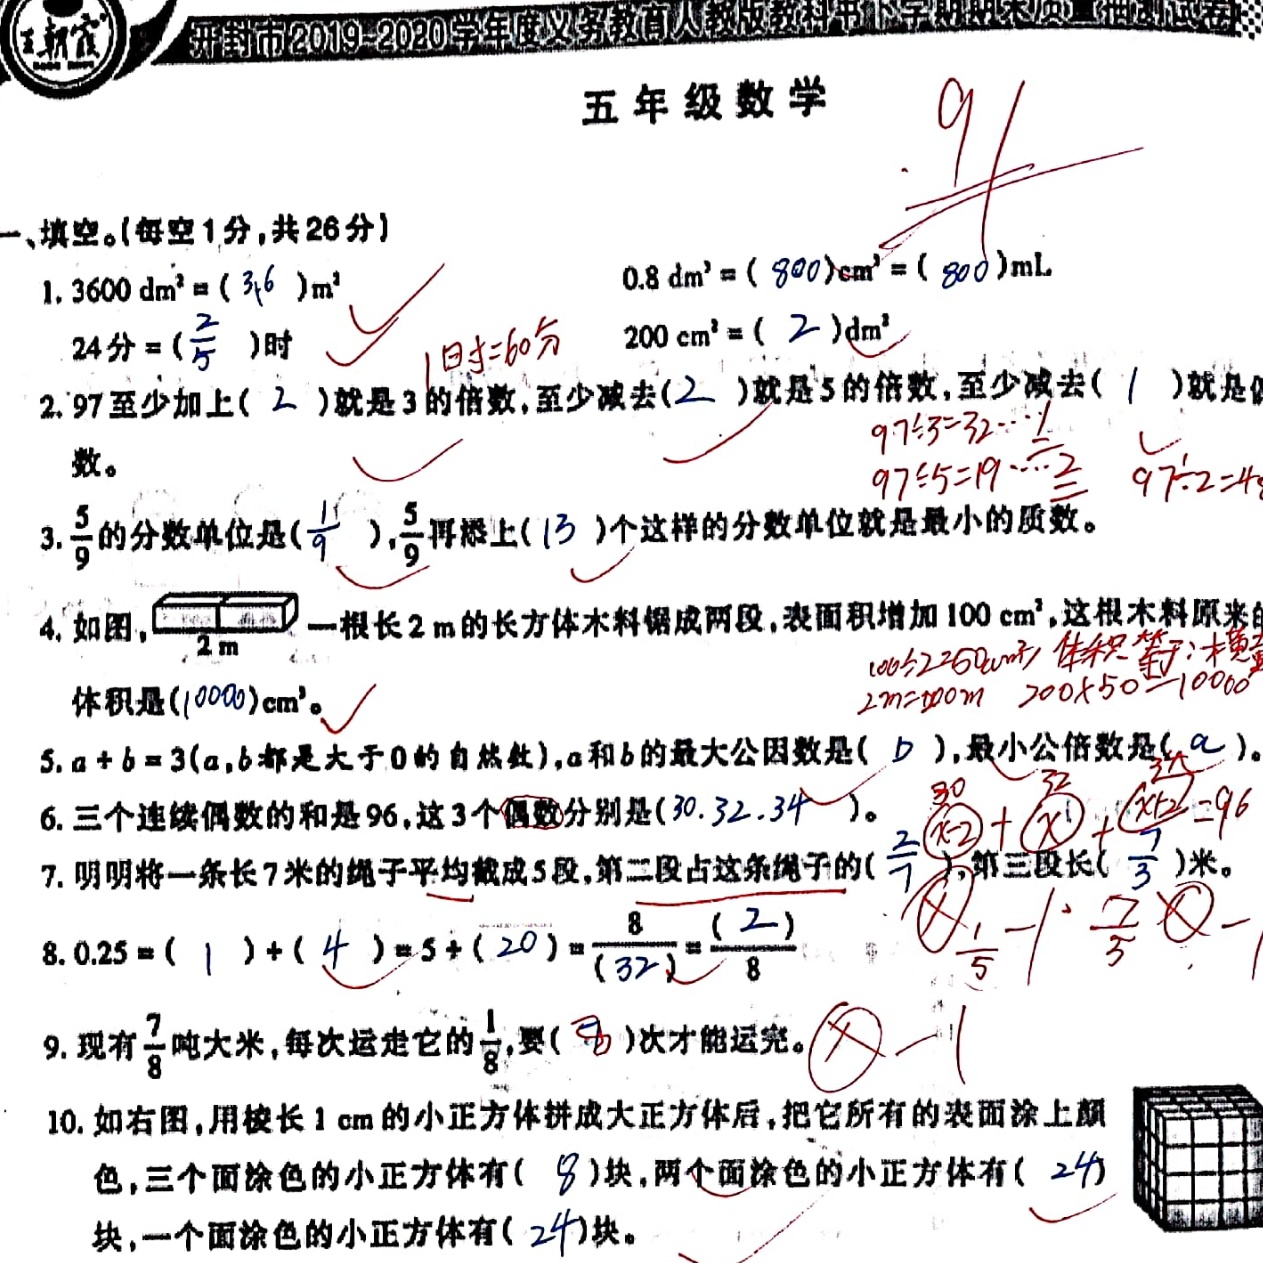 王朝霞
开封市2019-2020学年度义务教育人教版教科书下学期期末质量抽测试卷
五年级数学
91
一、填空。(每空1分,共26分)
1. 3600 dm³ = ( 3.6 )m³ 0.8 dm³ = ( 800 )cm³ = ( 800 )mL
24分 = ( 2/5 )时 200 cm² = ( 2 )dm²
1时=60分
2. 97至少加上( 2 )就是3的倍数,至少减去( 2 )就是5的倍数,至少减去( 1 )就是
97÷3=32……1
数。
97÷5=19……2 97÷2=48
3. 5/9的分数单位是( 1/9 ),5/9再添上( 13 )个这样的分数单位就是最小的质数。
4. 如图, 一根长2 m的长方体木料锯成两段,表面积增加100 cm²,这根木料原来的
2 m
100÷2=50(cm²) 体积等于:横
体积是(10000)cm³。
2m=200m 200×50=10000
5. a + b = 3(a,b都是大于0的自然数),a和b的最大公因数是( b ),最小公倍数是( a )。
30 32 34
6. 三个连续偶数的和是96,这3个偶数分别是(30.32.34)。 (x-2)+(x)+(x+2)=96
7. 明明将一条长7米的绳子平均截成5段,第二段占这条绳子的( 2/7 ),第三段长( 7/3 )米。
1/5 -1 7/5 -1
8. 0.25 = ( 1 ) ÷ ( 4 ) = 5 ÷ ( 20 ) = 8/(32) = (2)/8
9. 现有7/8吨大米,每次运走它的1/8,要( 8 )次才能运完。 -1
10. 如右图,用棱长1 cm的小正方体拼成大正方体后,把它所有的表面涂上颜
色,三个面涂色的小正方体有( 8 )块,两个面涂色的小正方体有( 24 )
块,一个面涂色的小正方体有( 24 )块。